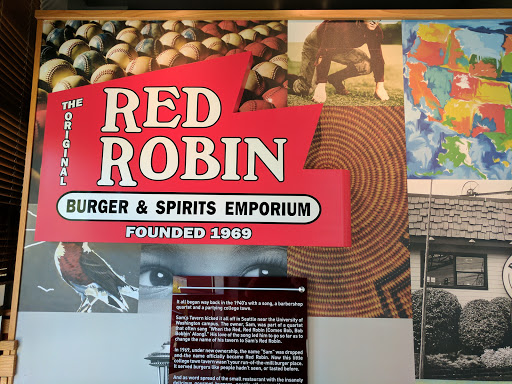 THE ORIGINAL
RED
ROBIN
BURGER & SPIRITS EMPORIUM
FOUNDED 1969
It all began way back in the 1940's with a song, a barbershop
quartet and a partying college town.
Sam's Tavern kicked it all off in Seattle near the University of
Washington campus. The owner, Sam, was part of a quartet
that often sang "When the Red, Red Robin (Comes Bob, Bob
Bobbin' Along)." His love of the song led him to go so far as to
change the name of his tavern to Sam's Red Robin.
In 1969, under new ownership, the name "Sam" was dropped
and the name officially became Red Robin. Now this little
college town tavern wasn't your run-of-the-mill burger place.
It served burgers like people hadn't seen, or tasted before.
And as word spread of the small restaurant with the insanely